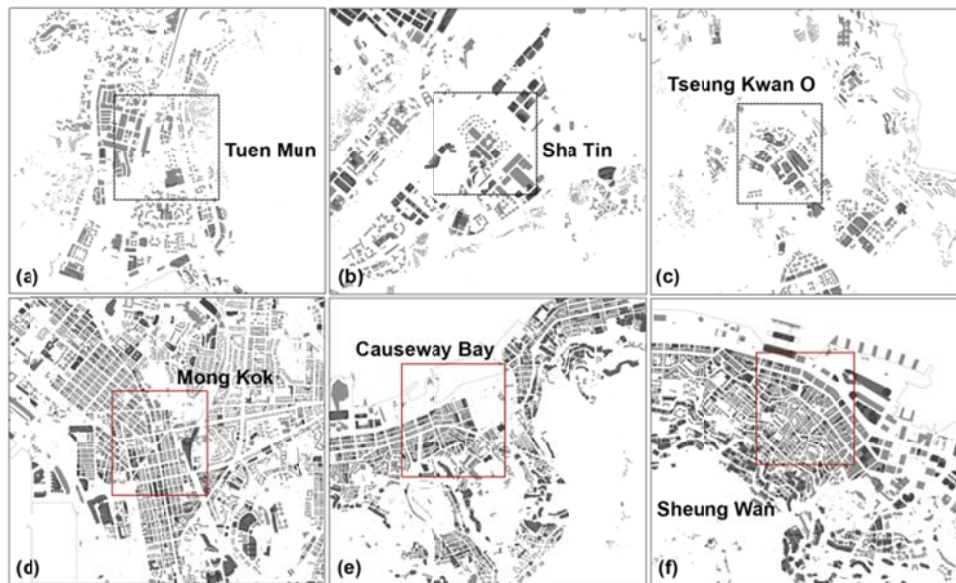 Tuen Mun
(a)
Sha Tin
(b)
Tseung Kwan O
(c)
Mong Kok
(d)
Causeway Bay
(e)
Sheung Wan
(f)